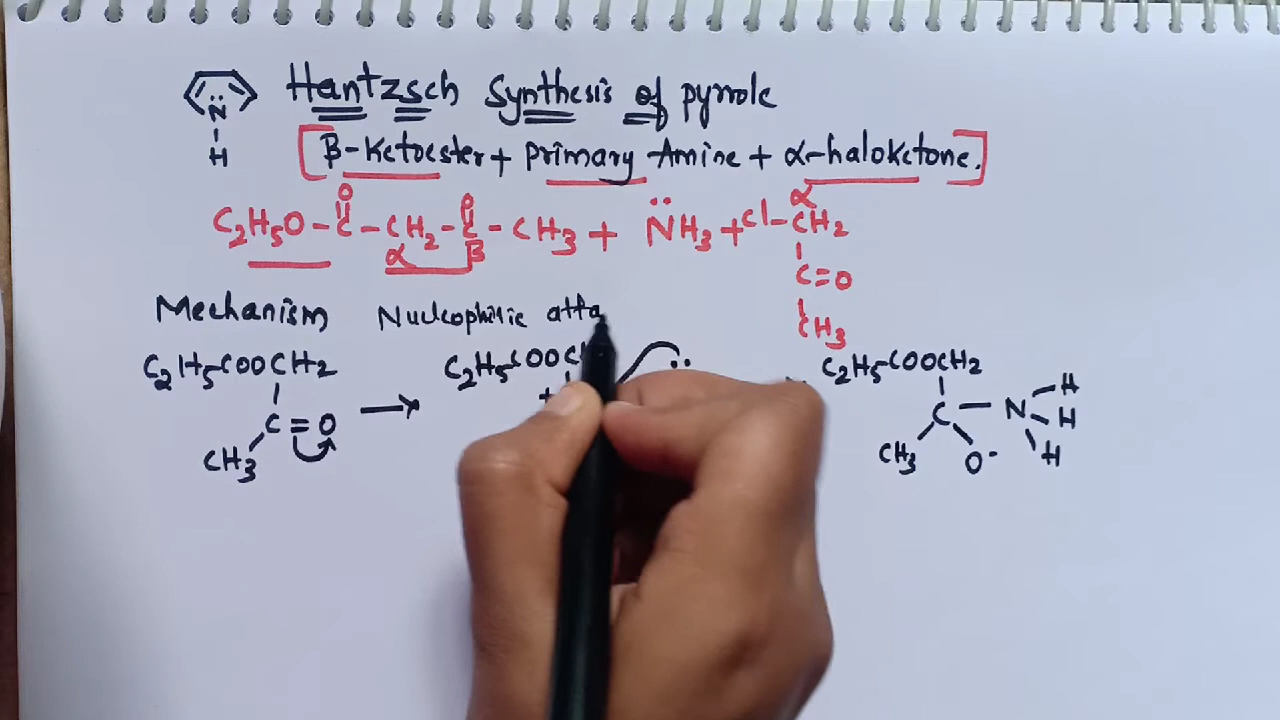 Hantzsch Synthesis of pyrrole
N
H
[β-Ketoester + primary Amine + α-haloketone.]
C2H5O-C-CH2-C-CH3 + NH3 + Cl-CH2
O O α
α β
C=O
CH3
Mechanism Nucleophilic atta
C2H5COOCH2 C2H5COOC C2H5COOCH2
C=O + C-N-H
CH3 CH3 O- H H